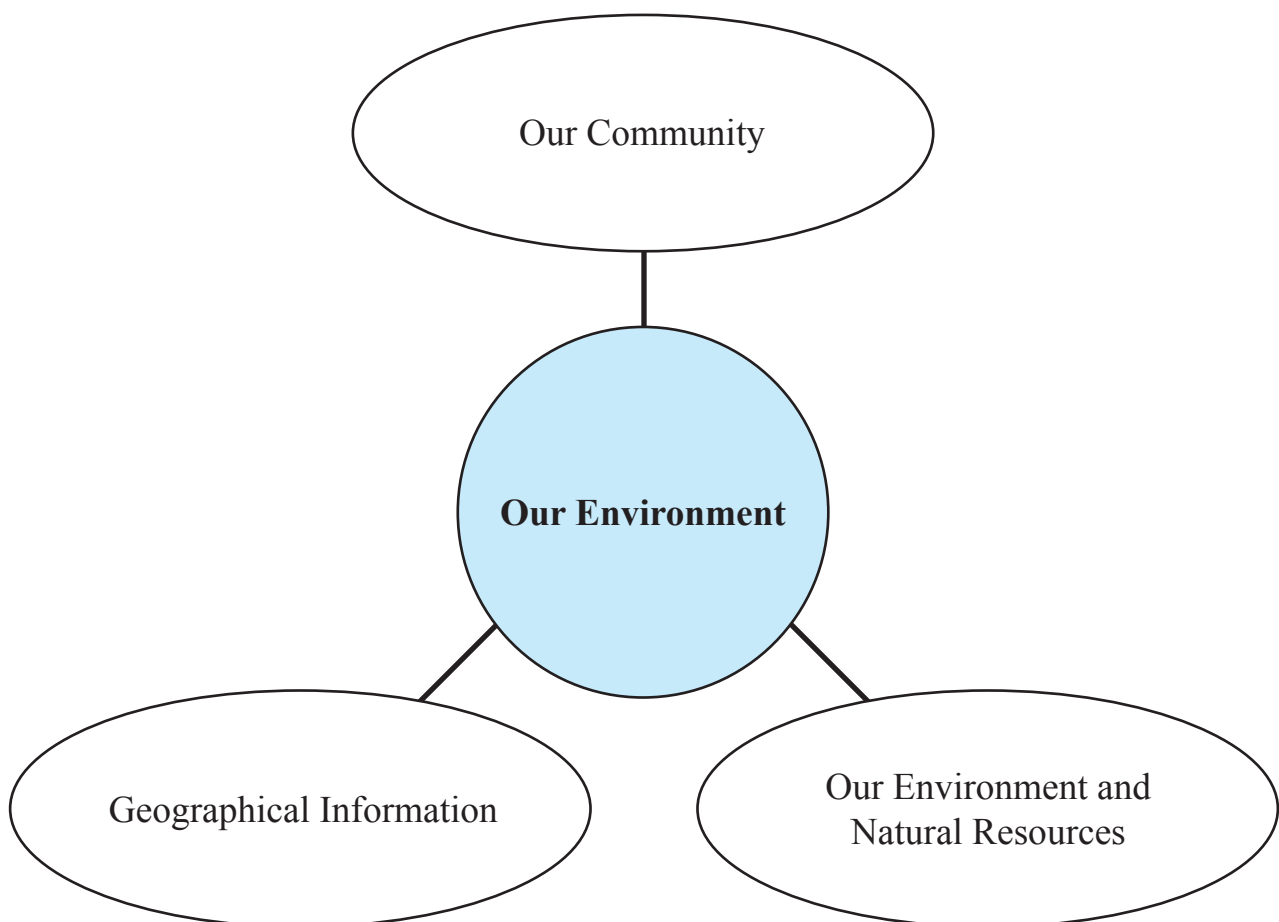 Our Community
Our Environment
Geographical Information
Our Environment and
Natural Resources